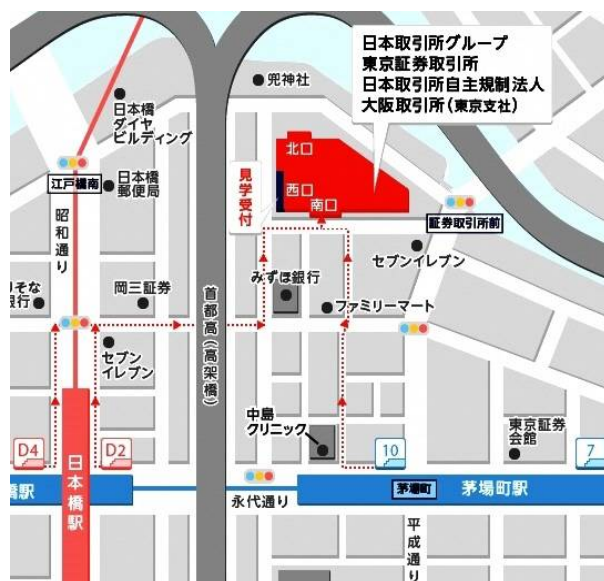 日本取引所グループ
東京証券取引所
日本取引所自主規制法人
大阪取引所(東京支社)
兜神社
日本橋
ダイヤ
ビルディング
北口
見学受付
西口
南口
江戸橋南
日本橋
郵便局
証券取引所前
昭和通り
セブンイレブン
みずほ銀行
りそな
銀行
岡三証券
ファミリーマート
首都高(高架橋)
セブン
イレブン
中島
クリニック
東京証券
会館
D4
D2
10
7
日本橋駅
橋駅
茅場町
茅場町駅
永代通り
平成通り